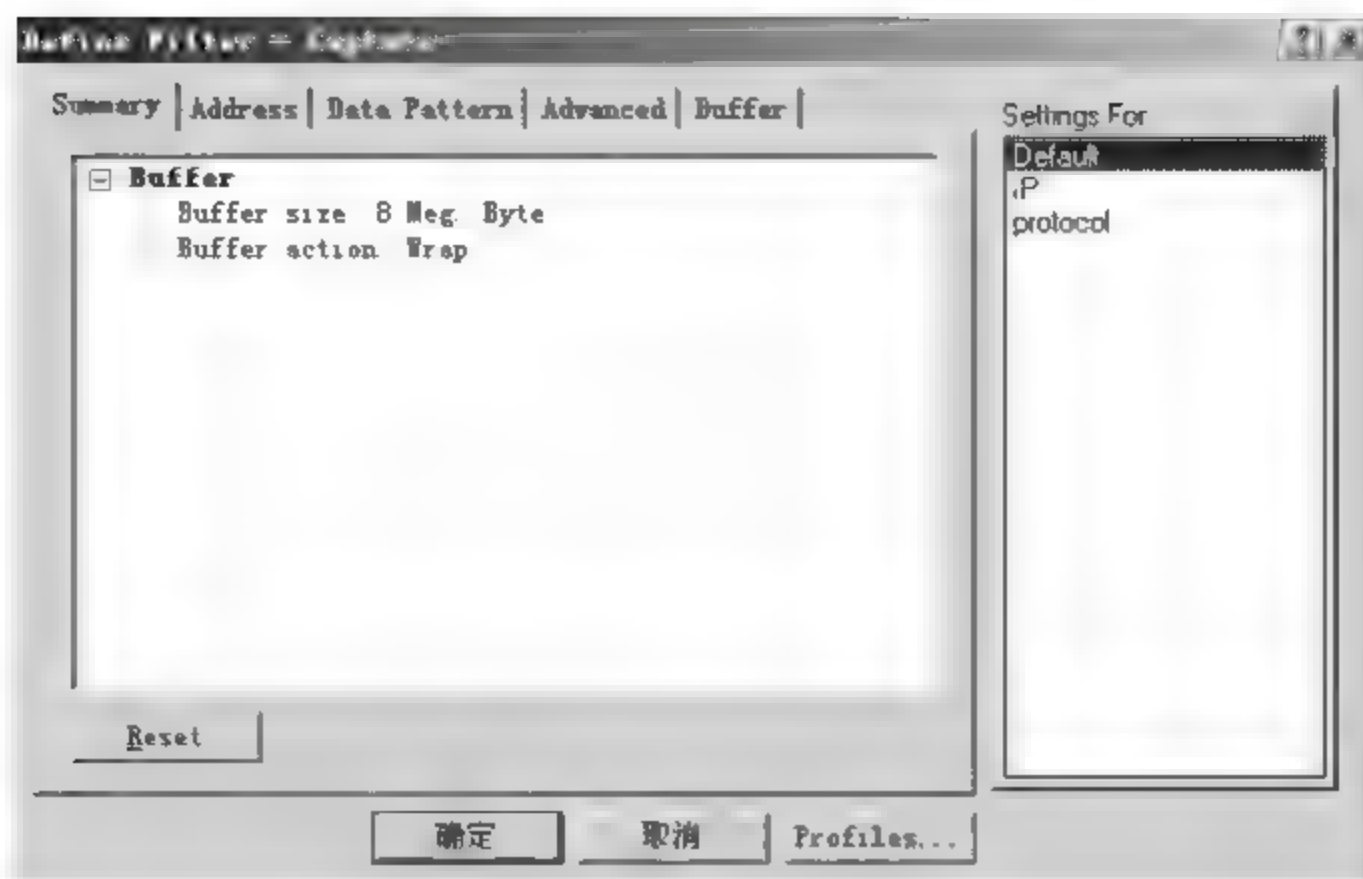 Define Filter - Capture
Summary Address Data Pattern Advanced Buffer
Buffer
Buffer size 8 Meg Byte
Buffer action Wrap
Reset
Settings For
Default
IP
protocol
确定 取消 Profiles...